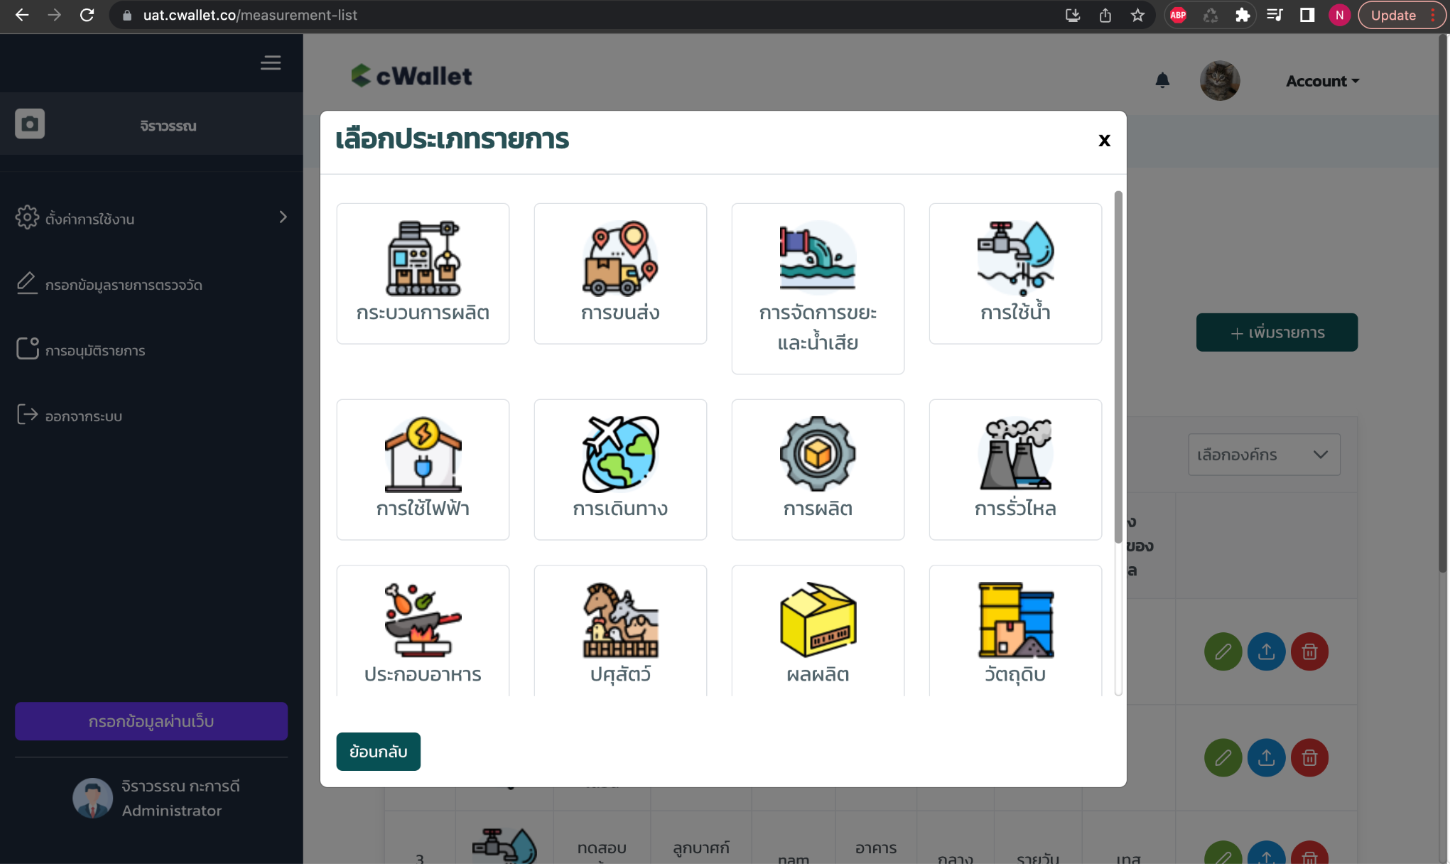 uat.cwallet.co/measurement-list
ABP
N
Update
cWallet
Account
จิราวรรณ
ตั้งค่าการใช้งาน
กรอกข้อมูลรายการตรวจวัด
การอนุมัติรายการ
ออกจากระบบ
กรอกข้อมูลผ่านเว็บ
จิราวรรณ กะการดี
Administrator
เลือกประเภทรายการ
x
กระบวนการผลิต
การขนส่ง
การจัดการขยะ
และน้ำเสีย
การใช้น้ำ
การใช้ไฟฟ้า
การเดินทาง
การผลิต
การรั่วไหล
ประกอบอาหาร
ปศุสัตว์
ผลผลิต
วัตถุดิบ
ย้อนกลับ
+ เพิ่มรายการ
เลือกองค์กร
ของ
3
ทดสอบ
ลูกบาศก์
nam
อาคาร
กลาง
รายวัน
เทส